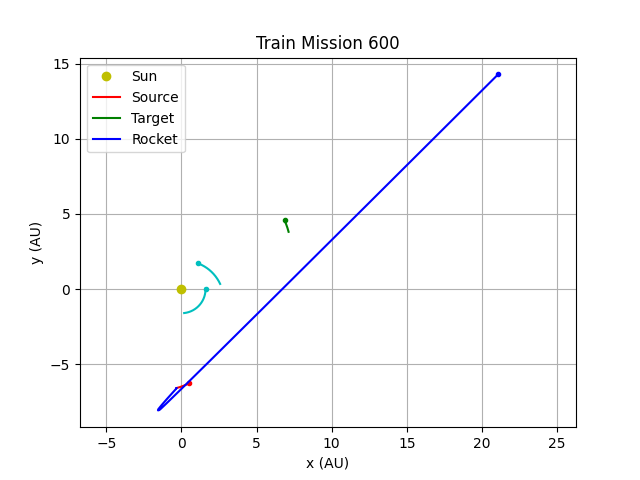 Train Mission 600
Sun
Source
Target
Rocket
15
10
5
0
−5
y (AU)
−5
0
5
10
15
20
25
x (AU)